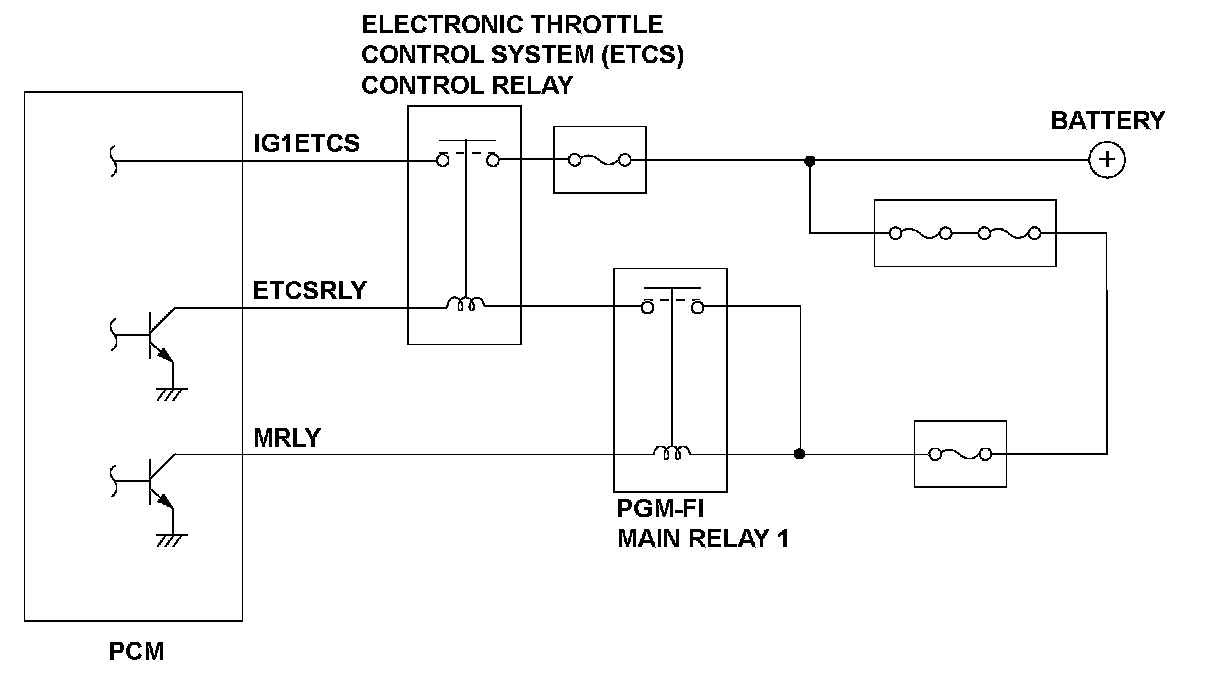 ELECTRONIC THROTTLE
CONTROL SYSTEM (ETCS)
CONTROL RELAY
BATTERY
IG1ETCS
ETCSRLY
MRLY
PGM-FI
MAIN RELAY 1
PCM